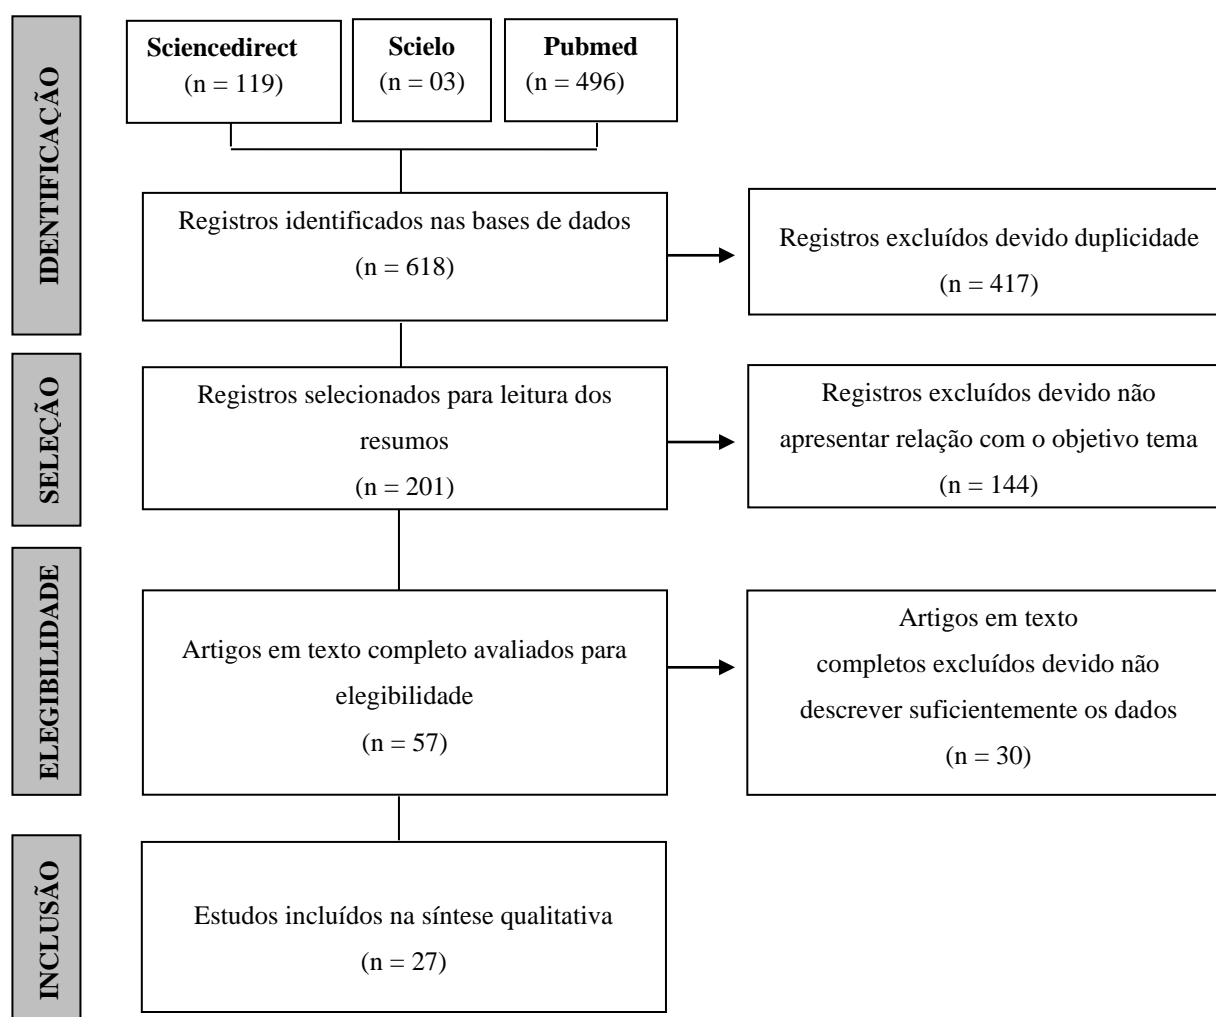 IDENTIFICAÇÃO
Sciencedirect
(n = 119)
Scielo
(n = 03)
Pubmed
(n = 496)
Registros identificados nas bases de dados
(n = 618)
Registros excluídos devido duplicidade
(n = 417)
SELEÇÃO
Registros selecionados para leitura dos
resumos
(n = 201)
Registros excluídos devido não
apresentar relação com o objetivo tema
(n = 144)
ELEGIBILIDADE
Artigos em texto completo avaliados para
elegibilidade
(n = 57)
Artigos em texto
completos excluídos devido não
descrever suficientemente os dados
(n = 30)
INCLUSÃO
Estudos incluídos na síntese qualitativa
(n = 27)